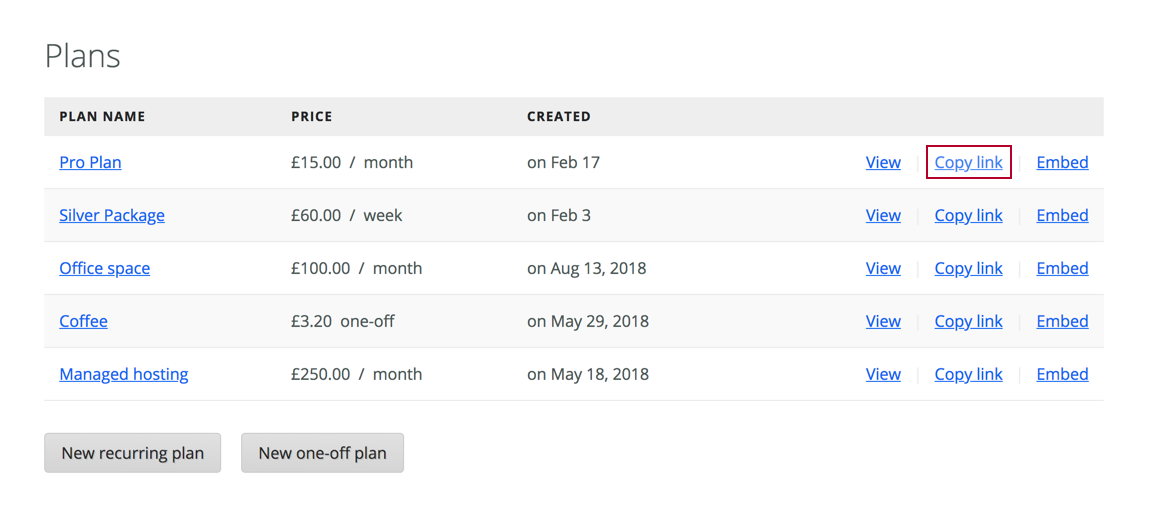 Plans
PLAN NAME PRICE CREATED
Pro Plan £15.00 / month on Feb 17 View | Copy link | Embed
Silver Package £60.00 / week on Feb 3 View | Copy link | Embed
Office space £100.00 / month on Aug 13, 2018 View | Copy link | Embed
Coffee £3.20 one-off on May 29, 2018 View | Copy link | Embed
Managed hosting £250.00 / month on May 18, 2018 View | Copy link | Embed
New recurring plan New one-off plan